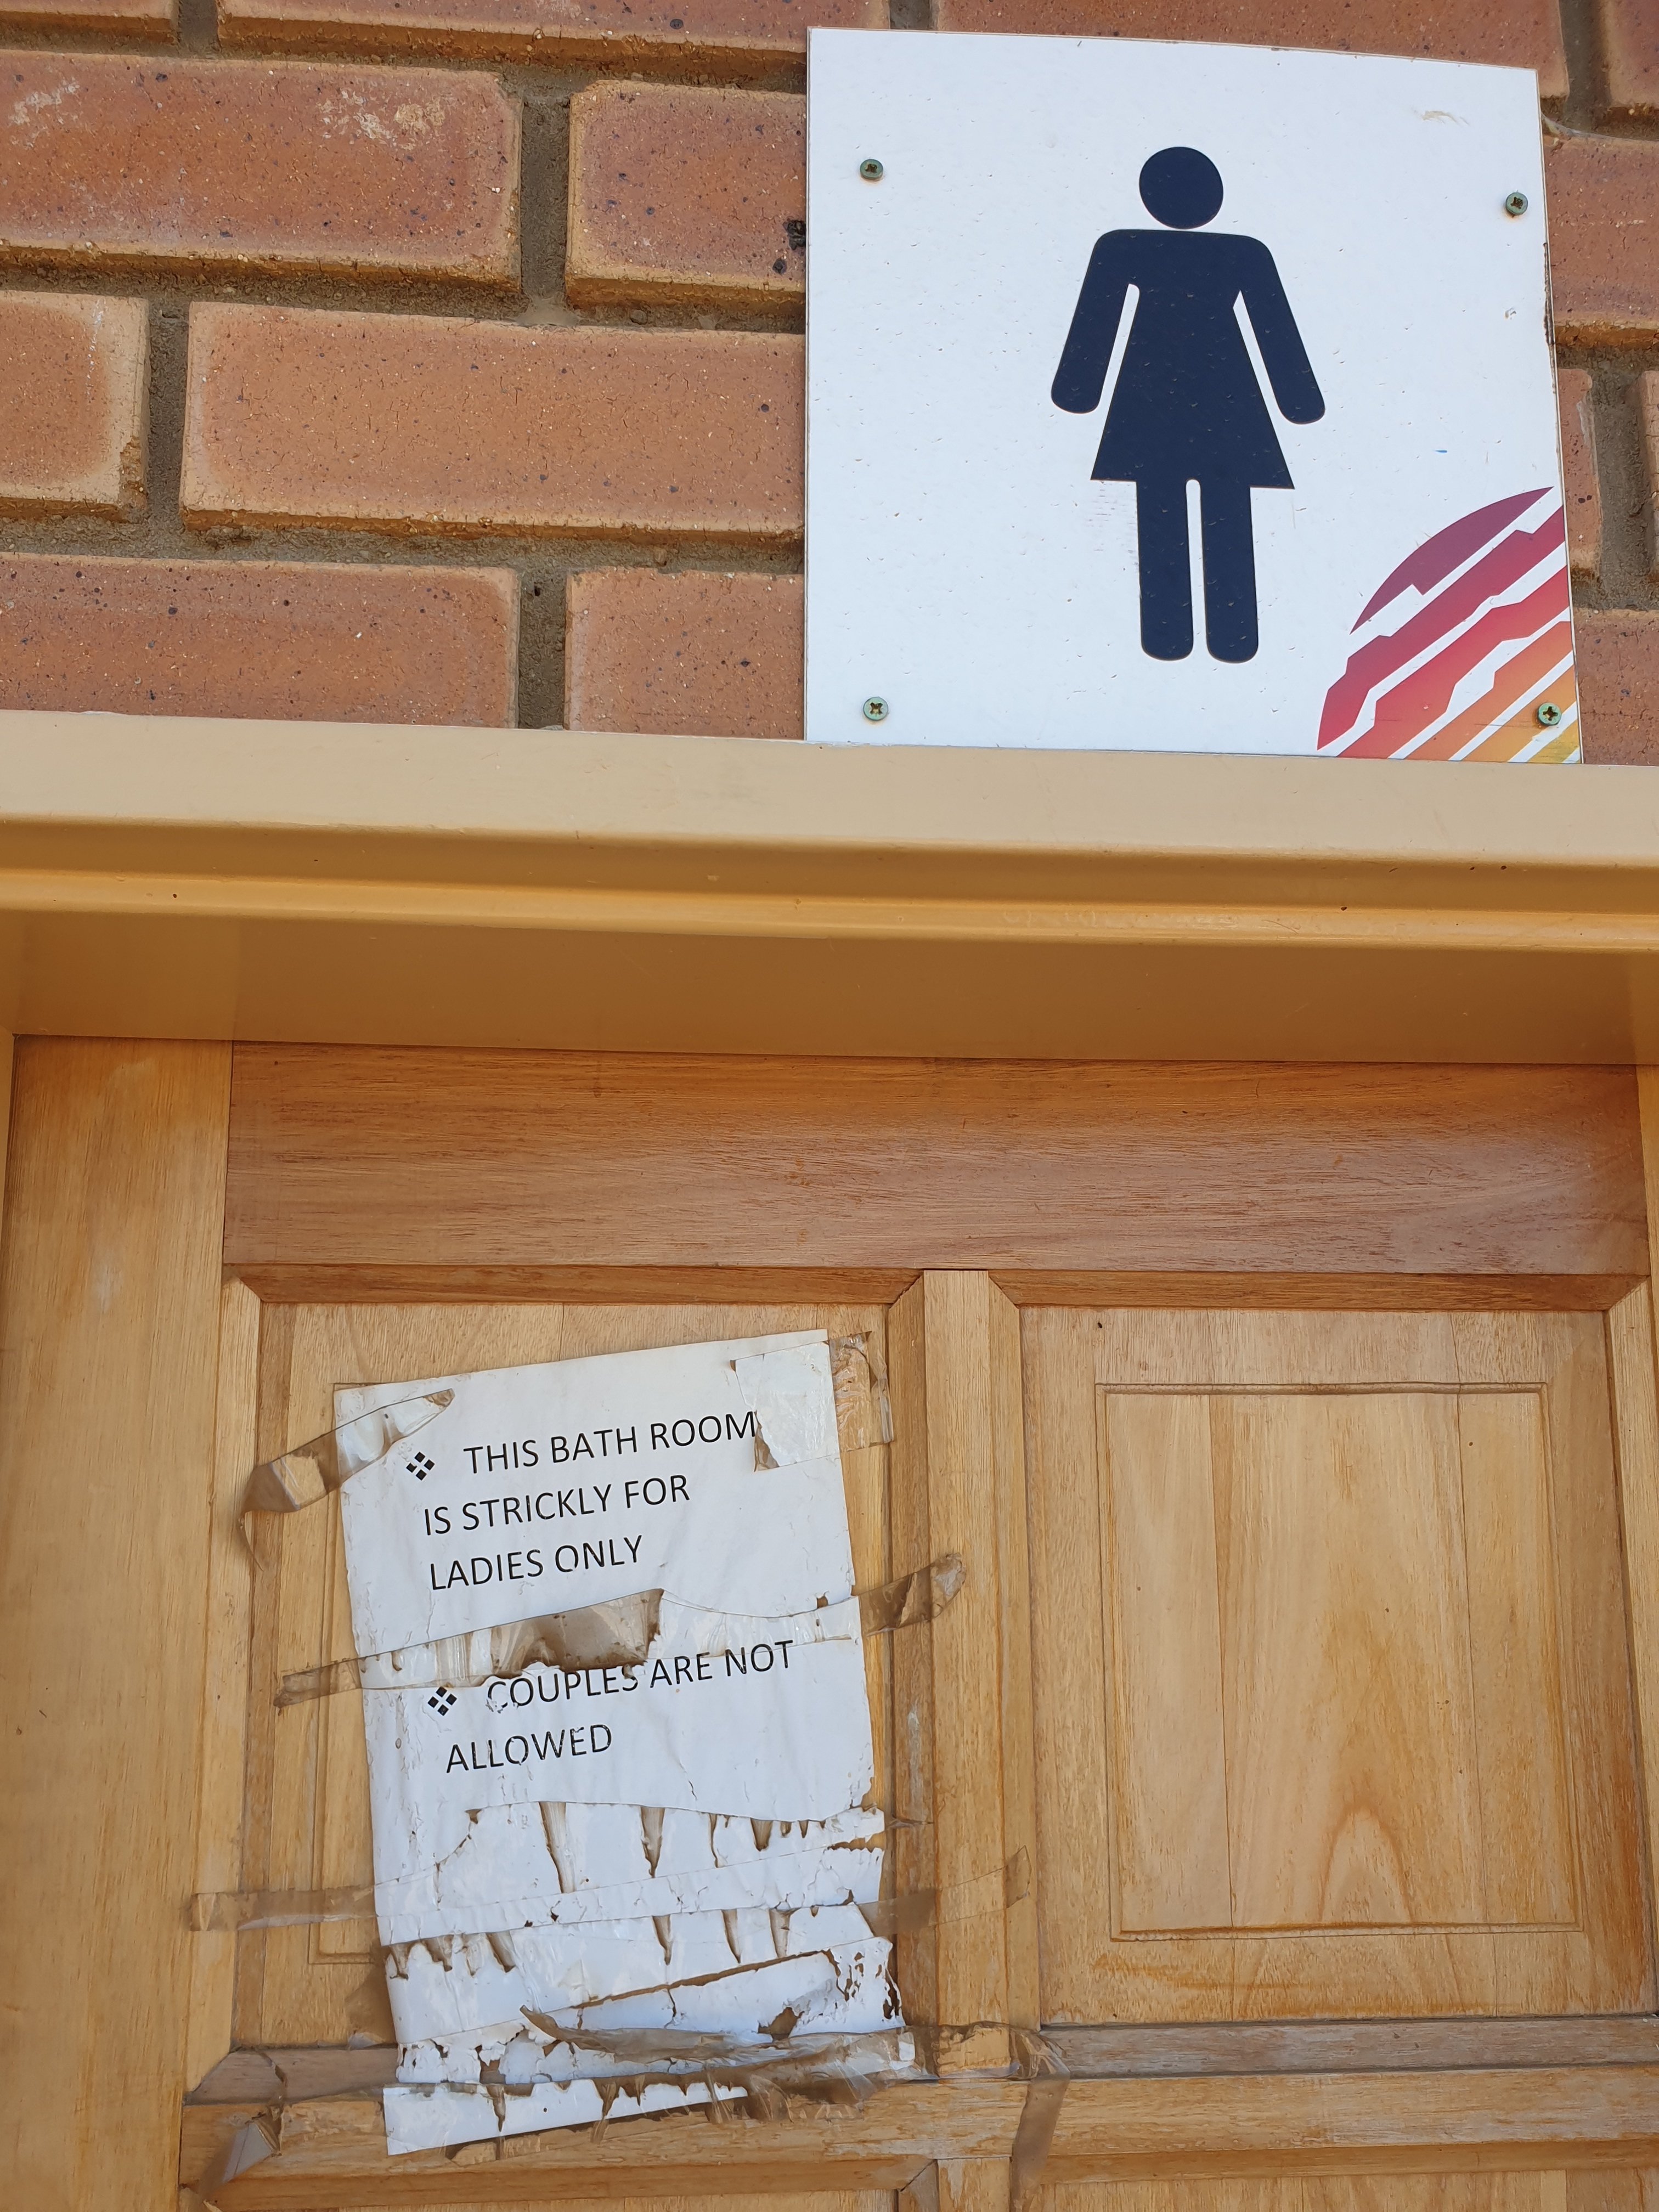 ❖ THIS BATH ROOM
IS STRICKLY FOR
LADIES ONLY
❖ COUPLES ARE NOT
ALLOWED